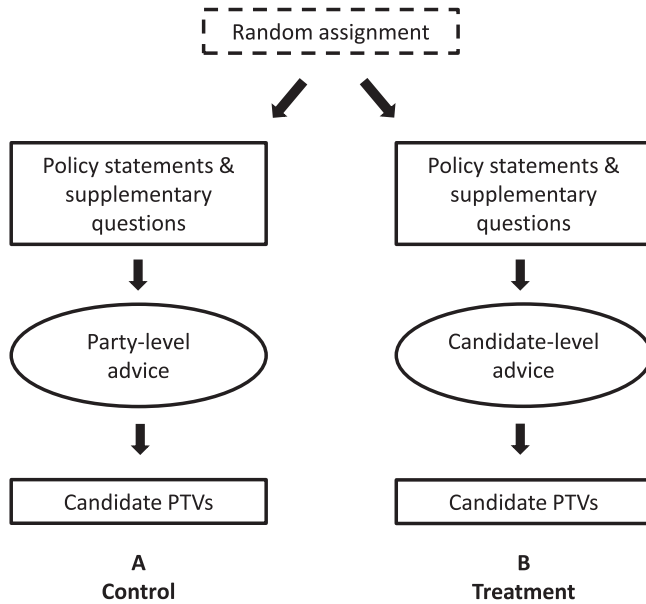 Random assignment
Policy statements &
supplementary
questions
Policy statements &
supplementary
questions
Party-level
advice
Candidate-level
advice
Candidate PTVs
Candidate PTVs
A
Control
B
Treatment